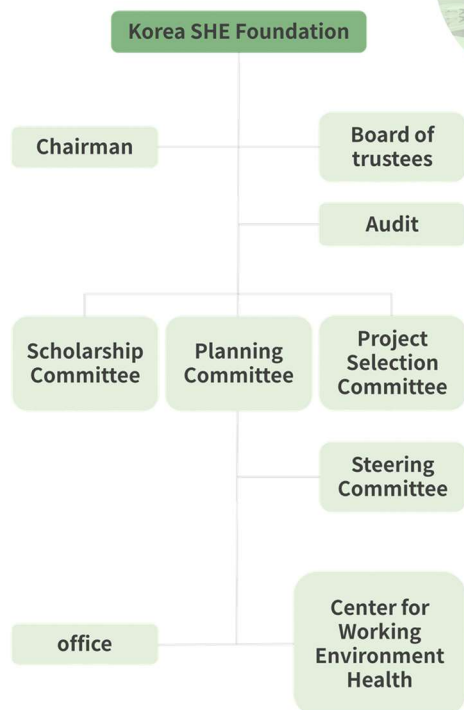 Korea SHE Foundation
Chairman
Board of
trustees
Audit
Scholarship
Committee
Planning
Committee
Project
Selection
Committee
Steering
Committee
office
Center for
Working
Environment
Health